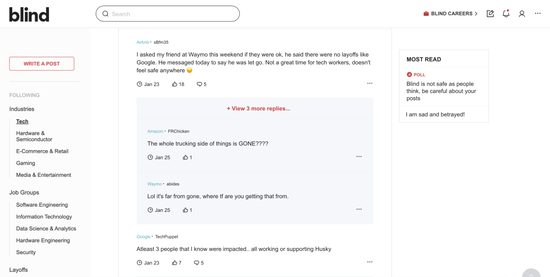 blind
Search
BLIND CAREERS
WRITE A POST
FOLLOWING
Industries
Tech
Hardware &
Semiconductor
E-Commerce & Retail
Gaming
Media & Entertainment
Job Groups
Software Engineering
Information Technology
Data Science & Analytics
Hardware Engineering
Security
Layoffs
Airbnb · sBfm35
I asked my friend at Waymo this weekend if they were ok, he said there were no layoffs like
Google. He messaged today to say he was let go. Not a great time for tech workers, doesn't
feel safe anywhere 😔
Jan 23 18 5
+ View 3 more replies...
Amazon · FRChicken
The whole trucking side of things is GONE????
Jan 25 1
Waymo · abides
Lol it's far from gone, where tf are you getting that from.
Jan 25 1
Google · TechPuppet
Atleast 3 people that I know were impacted.. all working or supporting Husky
Jan 23 7 5
MOST READ
POLL
Blind is not safe as people
think, be careful about your
posts
I am sad and betrayed!